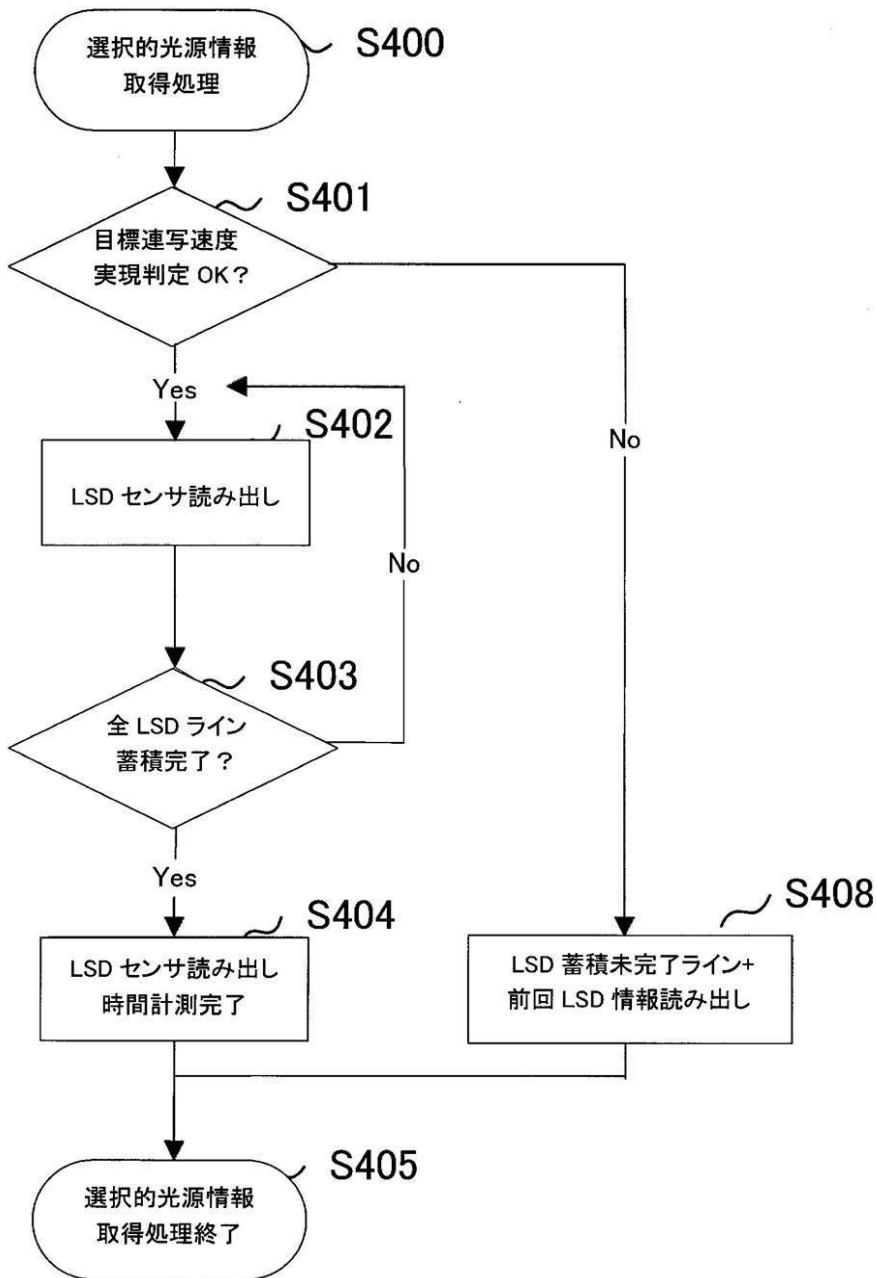 選択的光源情報
取得処理
S400
S401
目標連写速度
実現判定 OK？
Yes
No
S402
LSD センサ読み出し
No
S403
全 LSD ライン
蓄積完了？
Yes
S404
LSD センサ読み出し
時間計測完了
S408
LSD 蓄積未完了ライン+
前回 LSD 情報読み出し
S405
選択的光源情報
取得処理終了